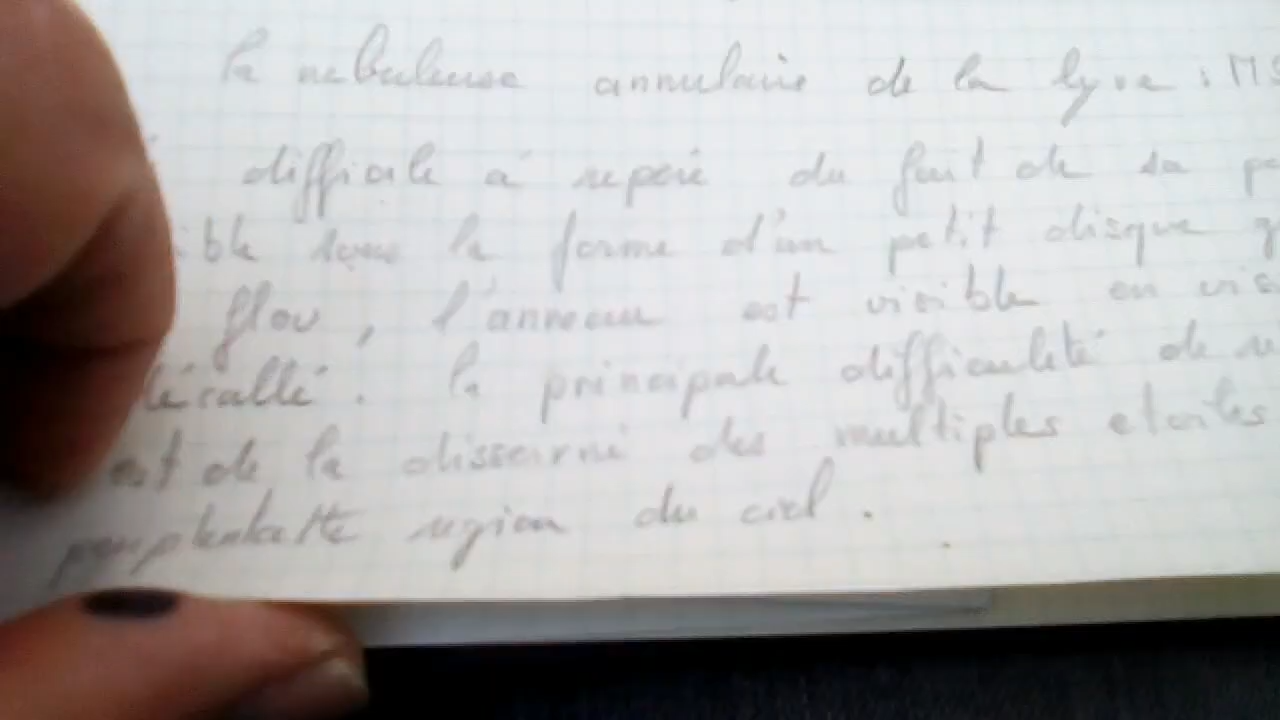 la nebuleuse annulaire de la lyre : M5
difficile à repéré du fait de sa pe
ible sous la forme d'un petit disque g
flou, l'anneau est visible en vis
décallé. la principale difficulté de
est de la disserné des multiples etoiles
region du ciel.